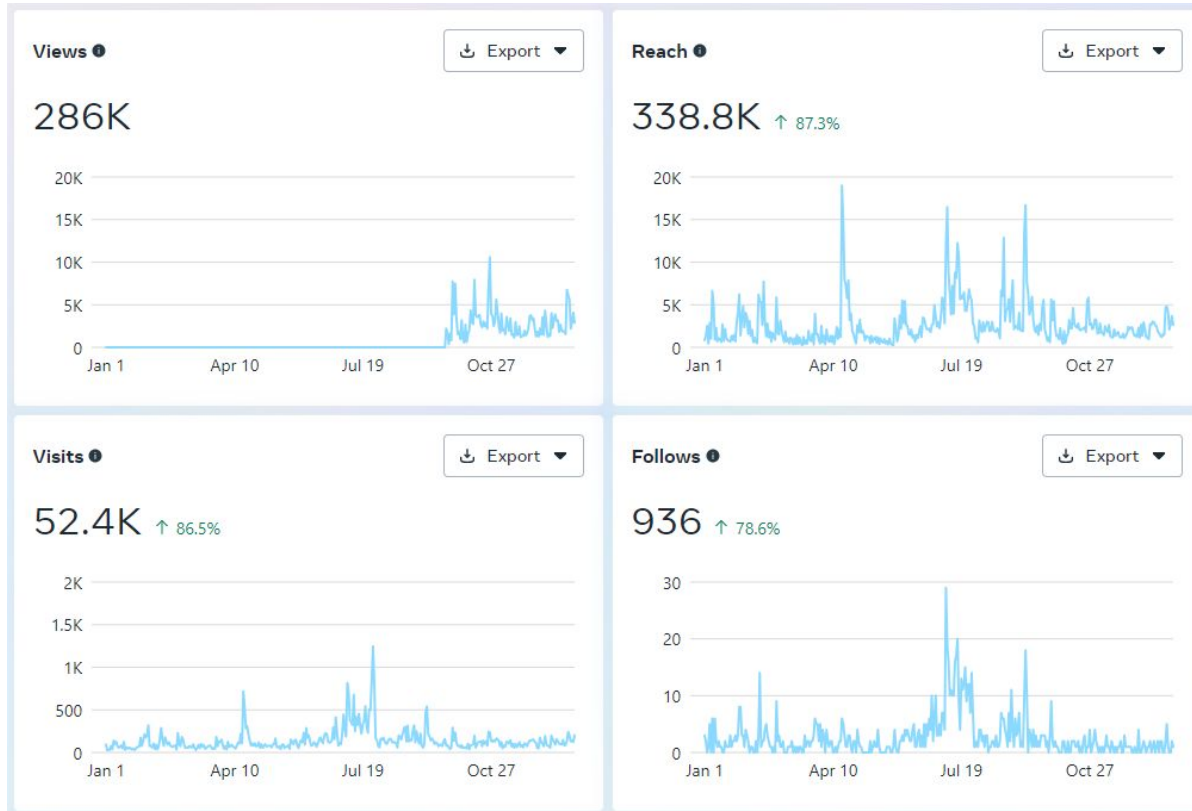 Views
Export
286K
20K
15K
10K
5K
0
Jan 1 Apr 10 Jul 19 Oct 27
Reach
Export
338.8K ↑ 87.3%
20K
15K
10K
5K
0
Jan 1 Apr 10 Jul 19 Oct 27
Visits
Export
52.4K ↑ 86.5%
2K
1.5K
1K
500
0
Jan 1 Apr 10 Jul 19 Oct 27
Follows
Export
936 ↑ 78.6%
30
20
10
0
Jan 1 Apr 10 Jul 19 Oct 27